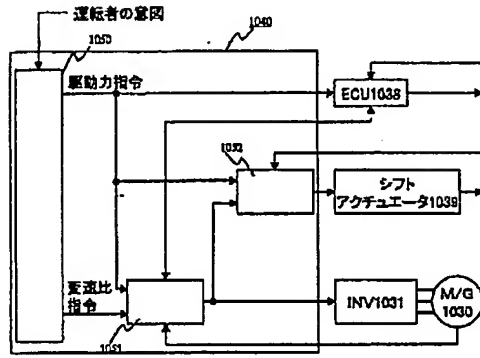 運転者の意図
1050
1040
駆動力指令
ECU1038
1052
シフト
アクチュエータ1039
変速比
指令
INV1031
M/G
1030
1051